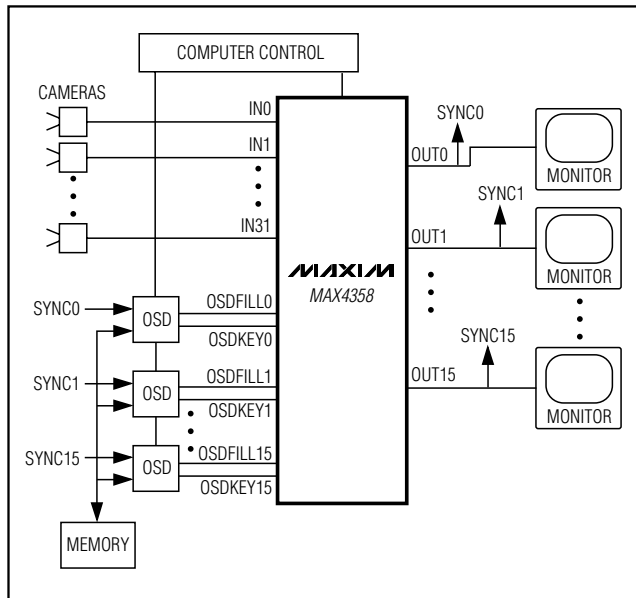 COMPUTER CONTROL
CAMERAS
IN0
IN1
IN31
SYNC0
OUT0
MONITOR
SYNC1
OUT1
MONITOR
SYNC15
OUT15
MONITOR
MAXIM
MAX4358
SYNC0
OSD
OSDFILL0
OSDKEY0
SYNC1
OSD
OSDFILL1
OSDKEY1
SYNC15
OSD
OSDFILL15
OSDKEY15
MEMORY